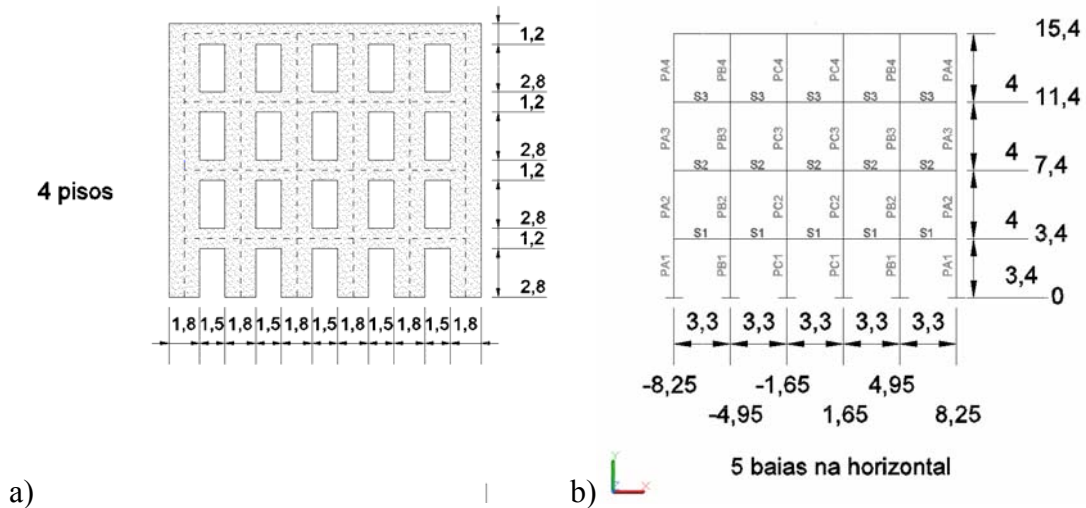 4 pisos
1,2
2,8
1,2
2,8
1,2
2,8
1,2
2,8
1,8 1,5 1,8 1,5 1,8 1,5 1,8 1,5 1,8 1,5 1,8
a)
PA4 PB4 PC4 PC4 PB4 PA4
S3 S3 S3 S3 S3
PA3 PB3 PC3 PC3 PB3 PA3
S2 S2 S2 S2 S2
PA2 PB2 PC2 PC2 PB2 PA2
S1 S1 S1 S1 S1
PA1 PB1 PC1 PC1 PB1 PA1
15,4
4
11,4
4
7,4
4
3,4
3,4
0
3,3 3,3 3,3 3,3 3,3
-8,25 -1,65 4,95
-4,95 1,65 8,25
Y
Z X
5 baias na horizontal
b)